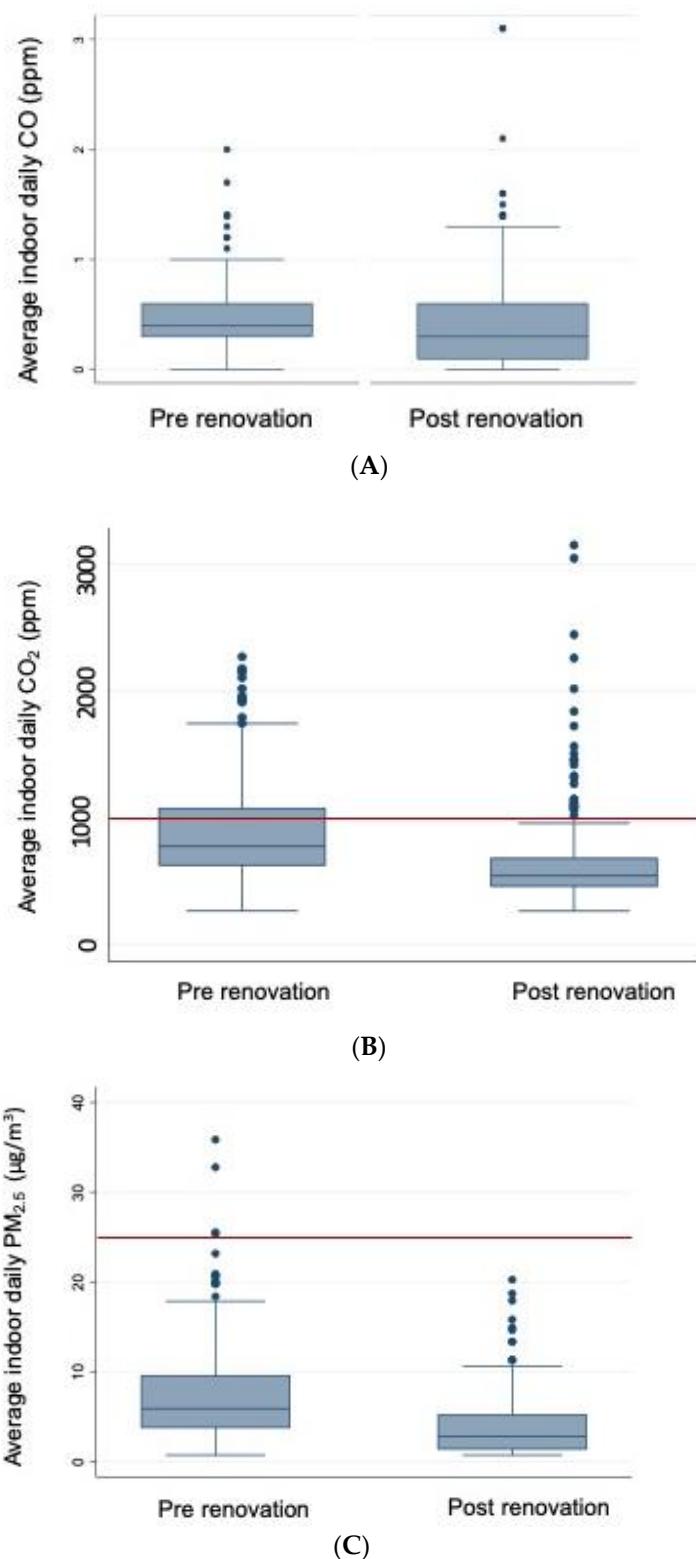 Average indoor daily CO (ppm)
3
2
1
0
Pre renovation Post renovation
(A)
Average indoor daily CO₂ (ppm)
3000
2000
1000
0
Pre renovation Post renovation
(B)
Average indoor daily PM₂.₅ (µg/m³)
40
30
20
10
0
Pre renovation Post renovation
(C)